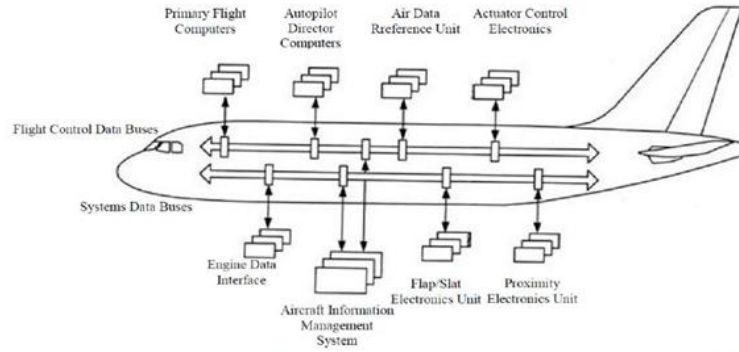 Primary Flight
Computers
Autopilot
Director
Computers
Air Data
Rreference Unit
Actuator Control
Electronics
Flight Control Data Buses
Systems Data Buses
Engine Data
Interface
Aircraft Information
Management
System
Flap/Slat
Electronics Unit
Proximity
Electronics Unit